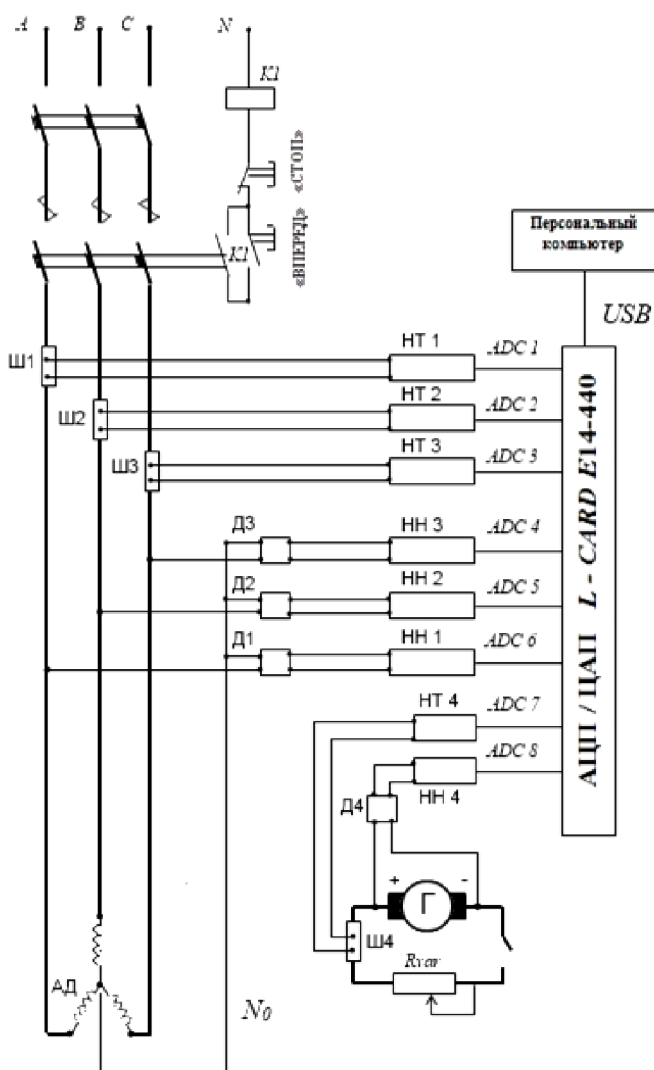 A B C N
K1
«СТОП»
K1
«ВПЕРЕД»
Персональный
компьютер
USB
Ш1
НТ 1
ADC 1
Ш2
НТ 2
ADC 2
Ш3
НТ 3
ADC 3
Д3
НН 3
ADC 4
Д2
НН 2
ADC 5
Д1
НН 1
ADC 6
НТ 4
ADC 7
ADC 8
НН 4
Д4
АЦП / ЦАП L - CARD E14-440
+ Г -
Ш4
АД
N0